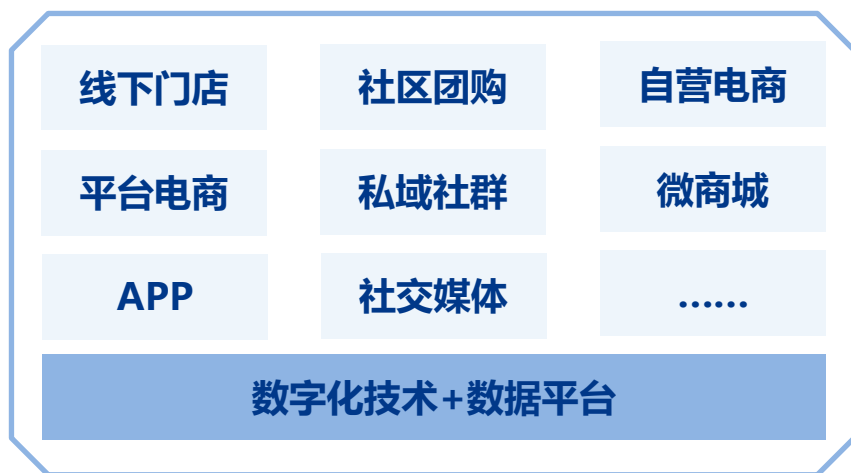 线下门店
社区团购
自营电商
平台电商
私域社群
微商城
APP
社交媒体
……
数字化技术+数据平台